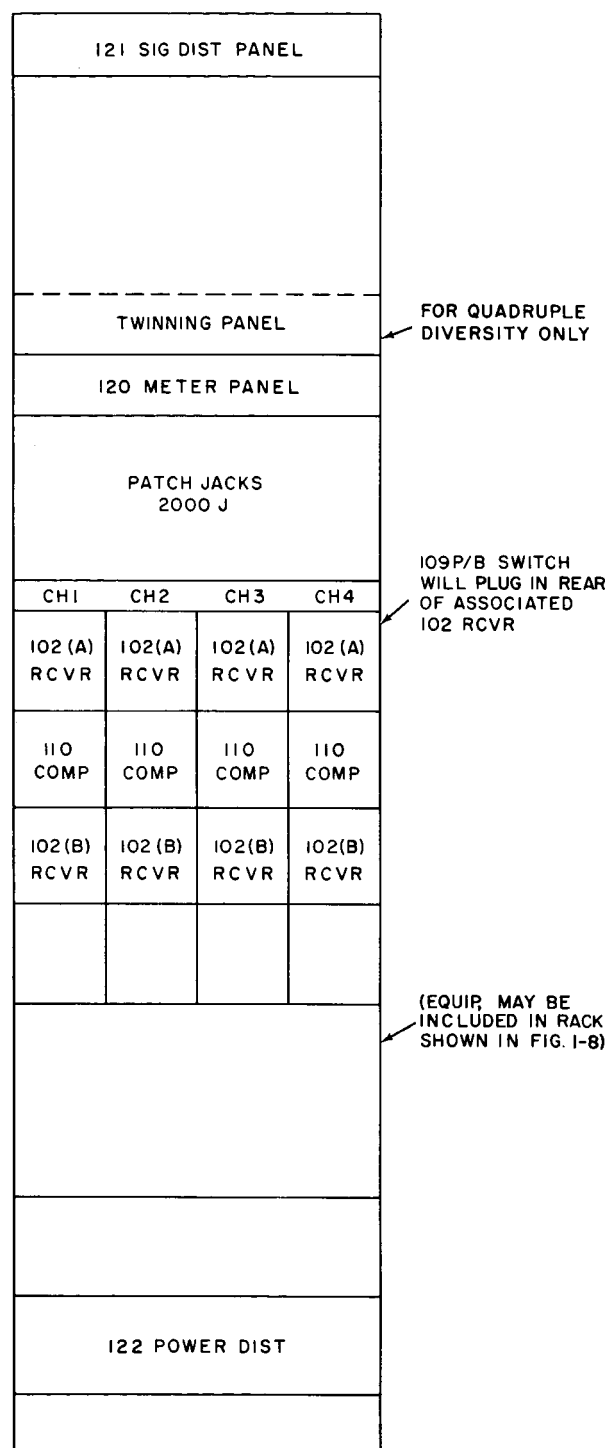 121 SIG DIST PANEL
TWINNING PANEL
FOR QUADRUPLE
DIVERSITY ONLY
120 METER PANEL
PATCH JACKS
2000 J
109P/B SWITCH
WILL PLUG IN REAR
OF ASSOCIATED
102 RCVR
CH1 CH2 CH3 CH4
102(A) 102(A) 102(A) 102(A)
RCVR RCVR RCVR RCVR
110 110 110 110
COMP COMP COMP COMP
102(B) 102(B) 102(B) 102(B)
RCVR RCVR RCVR RCVR
(EQUIP, MAY BE
INCLUDED IN RACK
SHOWN IN FIG. 1-8)
122 POWER DIST